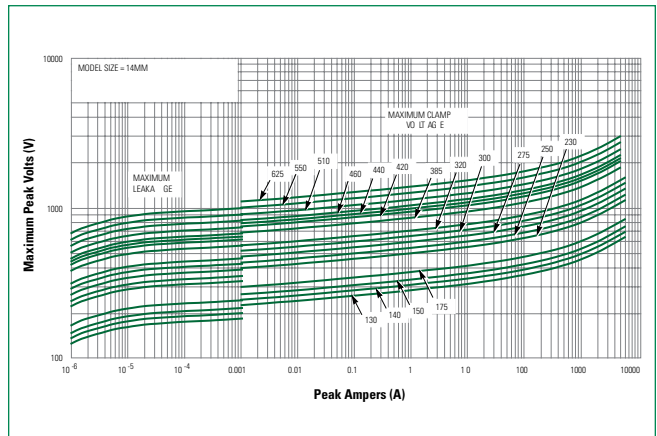 10000
MODEL SIZE = 14MM
MAXIMUM CLAMP
VO LT AG E
MAXIMUM
LEAKA GE
625 550 510 460 440 420 385 320 300 275 250 230
1000
Maximum Peak Volts (V)
130 140 150 175
100
10 -6 10 -5 10 -4 0.001 0.01 0.1 1 1 0 100 1000 10000
Peak Ampers (A)